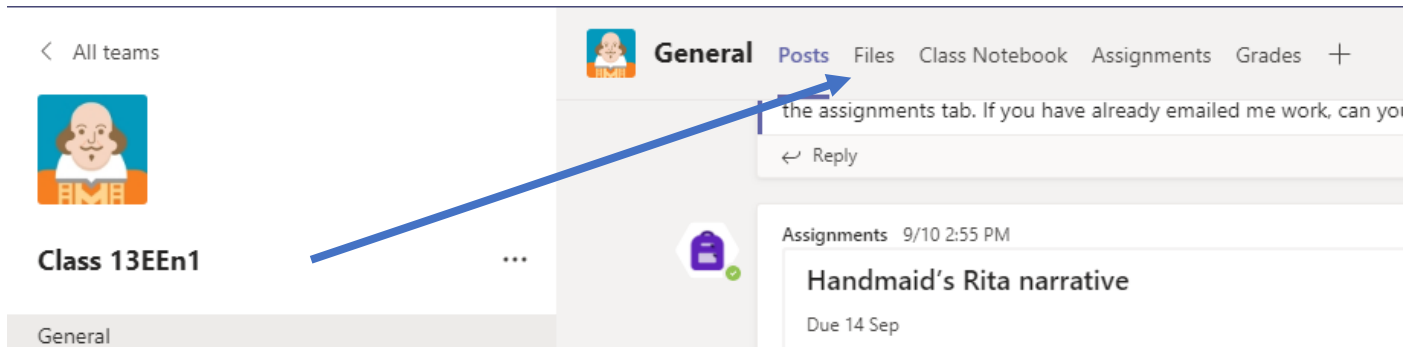 All teams
General Posts Files Class Notebook Assignments Grades
the assignments tab. If you have already emailed me work, can you
Reply
Assignments 9/10 2:55 PM
Class 13EEn1 ...
Handmaid's Rita narrative
Due 14 Sep
General